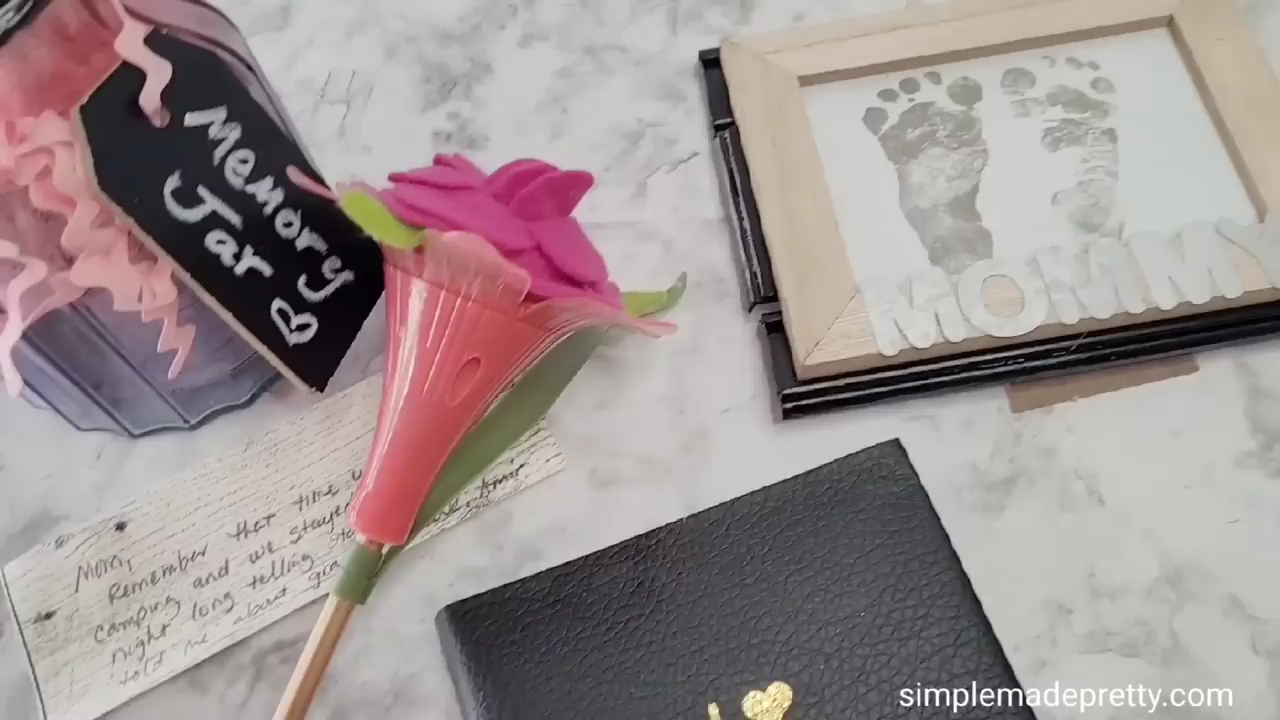 Memory
Jar
MOMMY
Mom,
Remember that time
camping and we stayed
night long telling
told me about
simplemadepretty.com